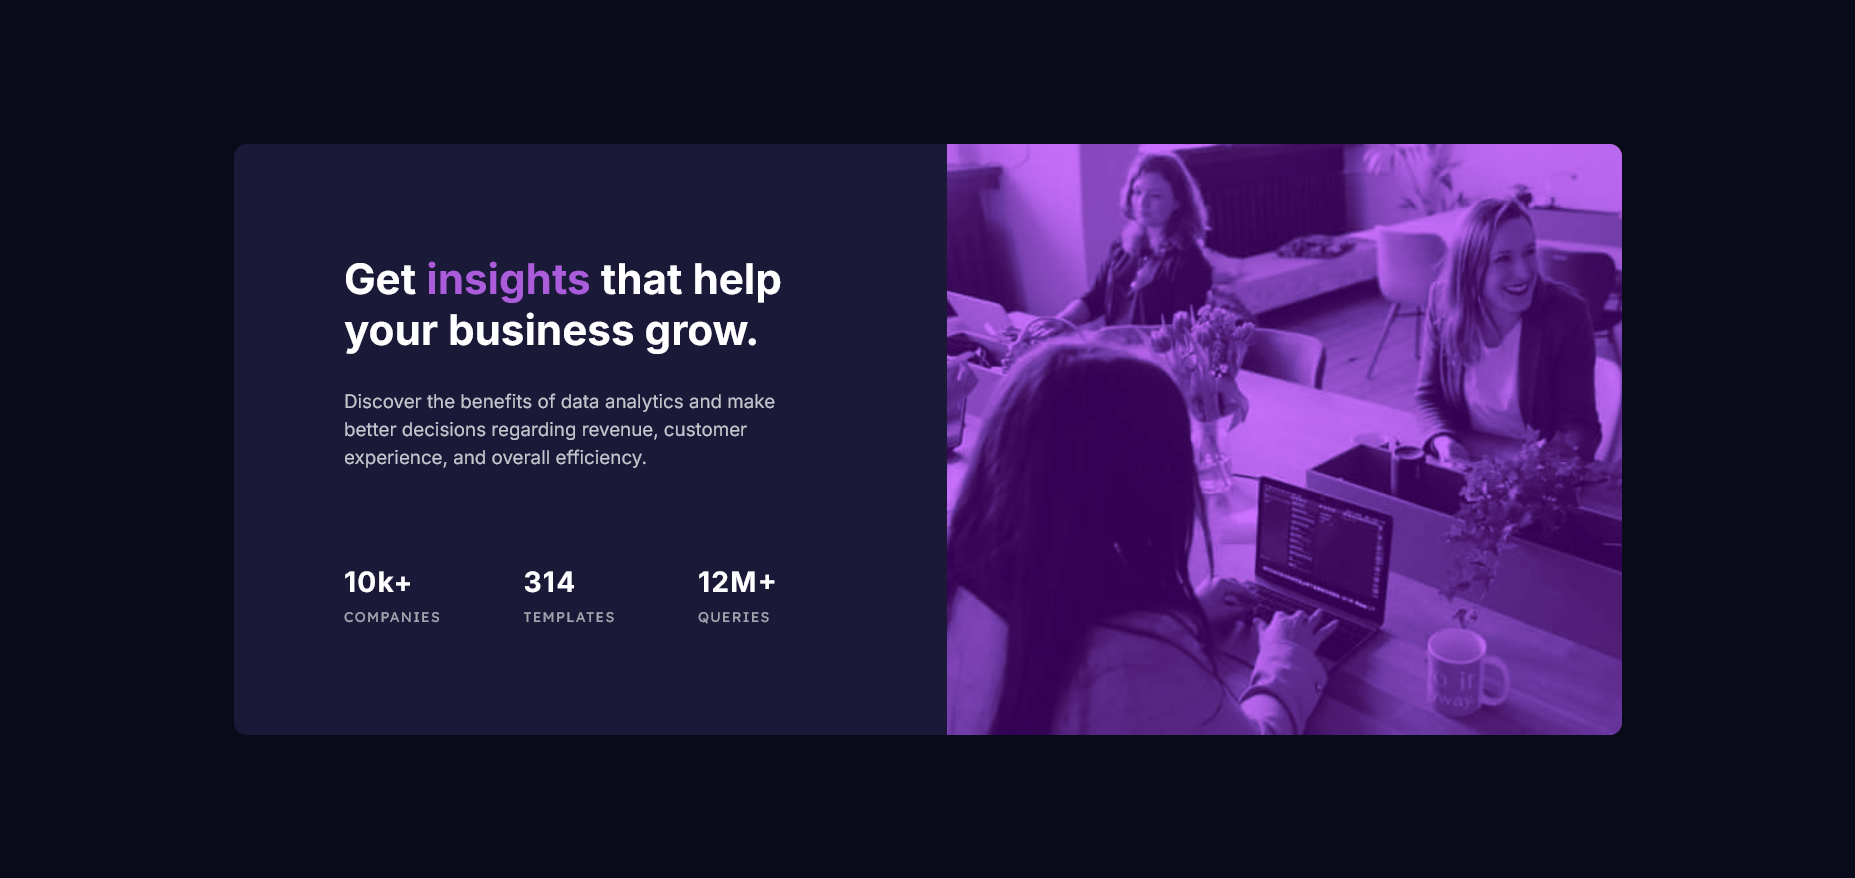 Get insights that help
your business grow.
Discover the benefits of data analytics and make
better decisions regarding revenue, customer
experience, and overall efficiency.
10k+ 314 12M+
COMPANIES TEMPLATES QUERIES